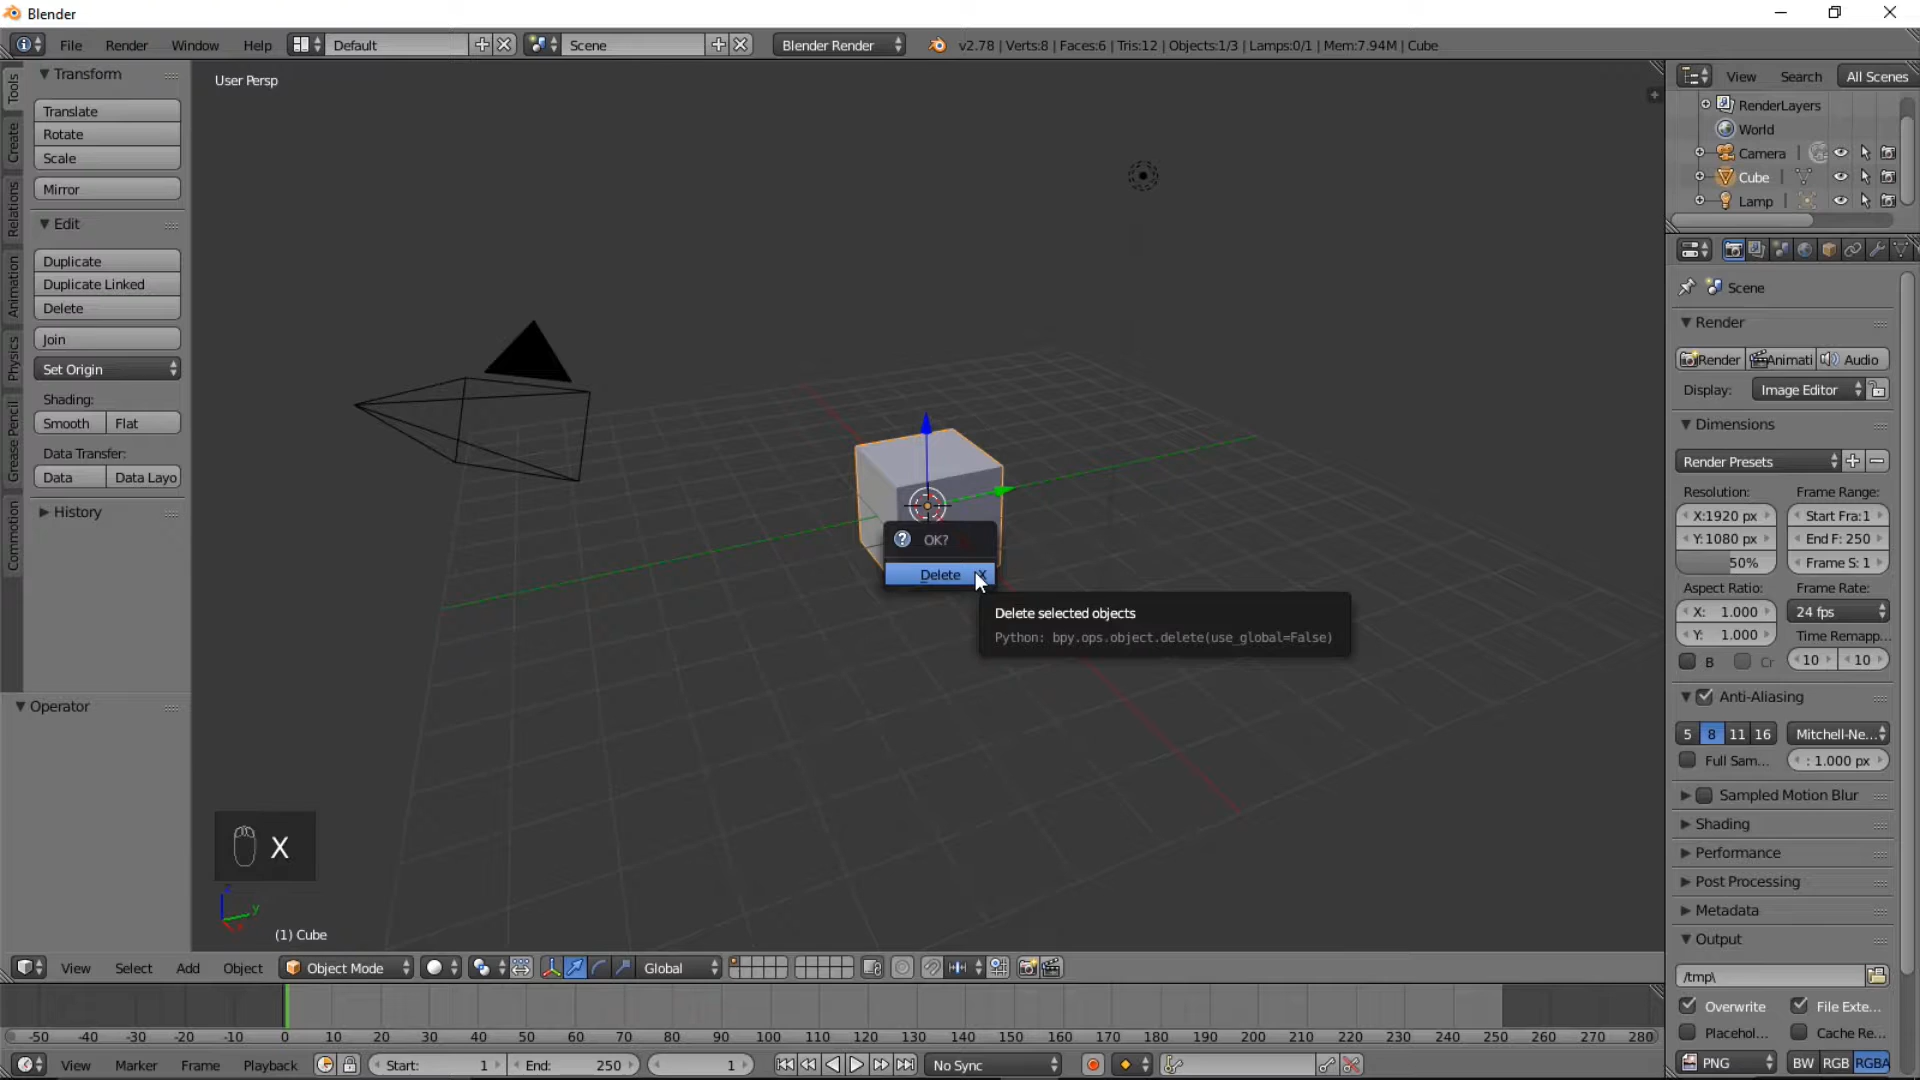 Blender
File Render Window Help Default Scene Blender Render v2.78 | Verts:8 | Faces:6 | Tris:12 | Objects:1/3 | Lamps:0/1 | Mem:7.94M | Cube
Tools
Create
Relations
Animation
Physics
Grease Pencil
Commotion
Transform
Translate
Rotate
Scale
Mirror
Edit
Duplicate
Duplicate Linked
Delete
Join
Set Origin
Shading:
Smooth Flat
Data Transfer:
Data Data Layo
History
Operator
User Persp
OK?
Delete X
Delete selected objects
Python: bpy.ops.object.delete(use_global=False)
X
z
y
x
(1) Cube
View Search All Scenes
RenderLayers
World
Camera
Cube
Lamp
Scene
Render
Render Animati Audio
Display: Image Editor
Dimensions
Render Presets
Resolution: Frame Range:
X:1920 px Start Fra:1
Y:1080 px End F: 250
50% Frame S: 1
Aspect Ratio: Frame Rate:
X: 1.000 24 fps
Y: 1.000 Time Remapp...
B Cr 10 10
Anti-Aliasing
5 8 11 16 Mitchell-Ne...
Full Sam... : 1.000 px
Sampled Motion Blur
Shading
Performance
Post Processing
Metadata
Output
/tmp\
Overwrite File Exte...
Placehol... Cache Re...
PNG BW RGB RGBA
View Select Add Object Object Mode Global
-50 -40 -30 -20 -10 0 10 20 30 40 50 60 70 80 90 100 110 120 130 140 150 160 170 180 190 200 210 220 230 240 250 260 270 280
View Marker Frame Playback Start: 1 End: 250 1 No Sync